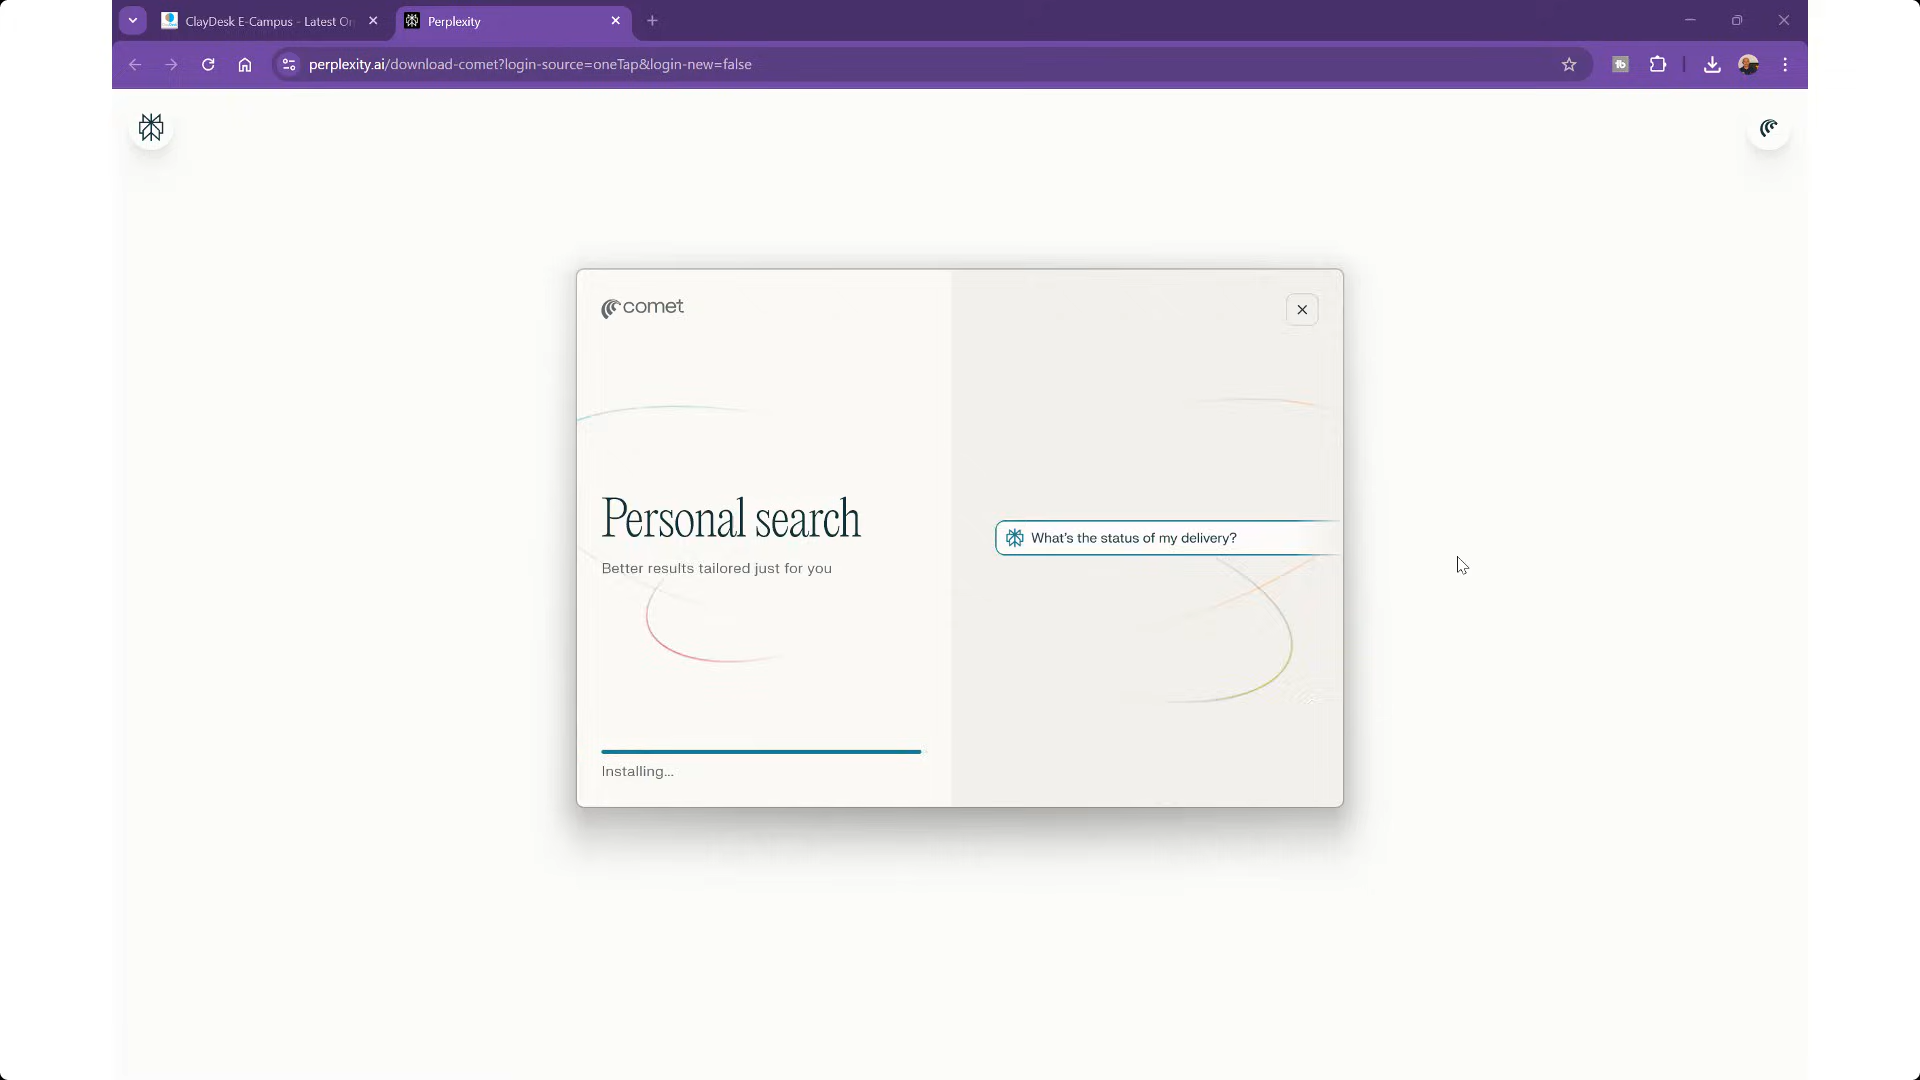 ClayDesk E-Campus - Latest On
Perplexity
perplexity.ai/download-comet?login-source=oneTap&login-new=false
comet
Personal search
Better results tailored just for you
What's the status of my delivery?
Installing...